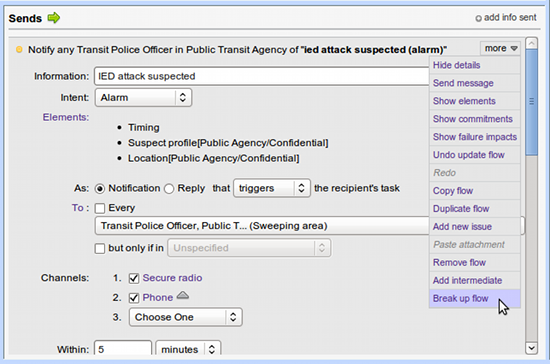 Sends
add info sent
Notify any Transit Police Officer in Public Transit Agency of "ied attack suspected (alarm)"
more
Hide details
Send message
Show elements
Show commitments
Show failure impacts
Undo update flow
Redo
Copy flow
Duplicate flow
Add new issue
Paste attachment
Remove flow
Add intermediate
Break up flow
Information: IED attack suspected
Intent: Alarm
Elements:
Timing
Suspect profile[Public Agency/Confidential]
Location[Public Agency/Confidential]
As: Notification Reply that triggers the recipient's task
To : Every
Transit Police Officer, Public T... (Sweeping area)
but only if in Unspecified
Channels: 1. Secure radio
2. Phone
3. Choose One
Within: 5 minutes